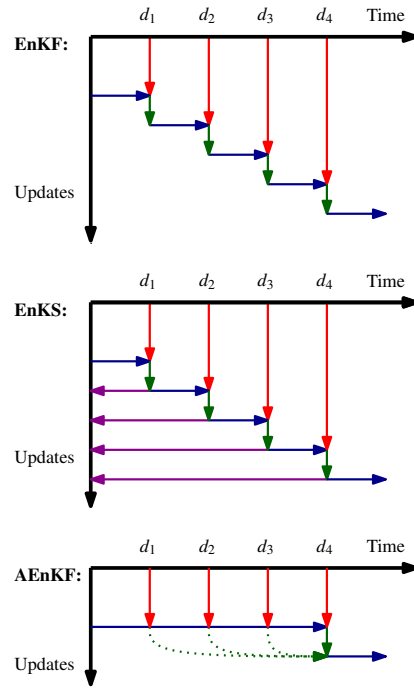 d1 d2 d3 d4 Time
EnKF:
Updates
d1 d2 d3 d4 Time
EnKS:
Updates
d1 d2 d3 d4 Time
AEnKF:
Updates